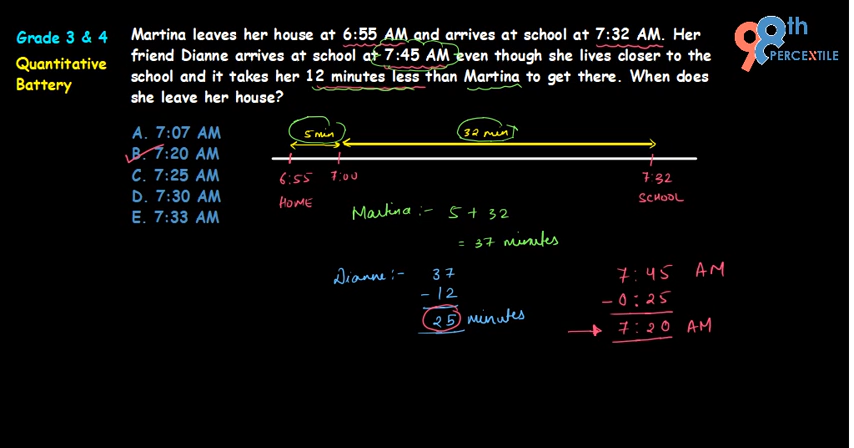 Grade 3 & 4
Quantitative
Battery
Martina leaves her house at 6:55 AM and arrives at school at 7:32 AM. Her
friend Dianne arrives at school at 7:45 AM even though she lives closer to the
school and it takes her 12 minutes less than Martina to get there. When does
she leave her house?
98th
PERCEXTILE
A. 7:07 AM
B. 7:20 AM
C. 7:25 AM
D. 7:30 AM
E. 7:33 AM
5 min
32 min
6:55 7:00 7:32
HOME SCHOOL
Martina :- 5 + 32
= 37 minutes
Dianne :- 37
- 12
25 minutes
7:45 AM
- 0:25
7:20 AM